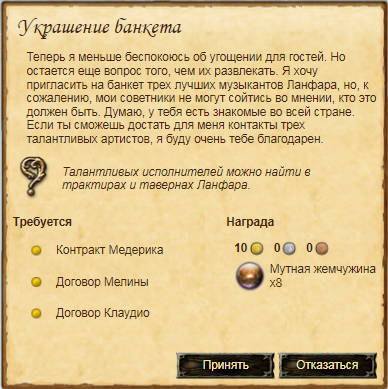 Украшение банкета
Теперь я меньше беспокоюсь об угощении для гостей. Но
остается еще вопрос того, чем их развлекать. Я хочу
пригласить на банкет трех лучших музыкантов Ланфара, но, к
сожалению, мои советники не могут сойтись во мнении, кто это
должен быть. Думаю, у тебя есть знакомые во всей стране.
Если ты сможешь достать для меня контакты трех
талантливых артистов, я буду очень тебе благодарен.
Талантливых исполнителей можно найти в
трактирах и тавернах Ланфара.
Требуется
Контракт Медерика
Договор Мелины
Договор Клаудио
Награда
10 0 0
Мутная жемчужина
x8
Принять Отказаться